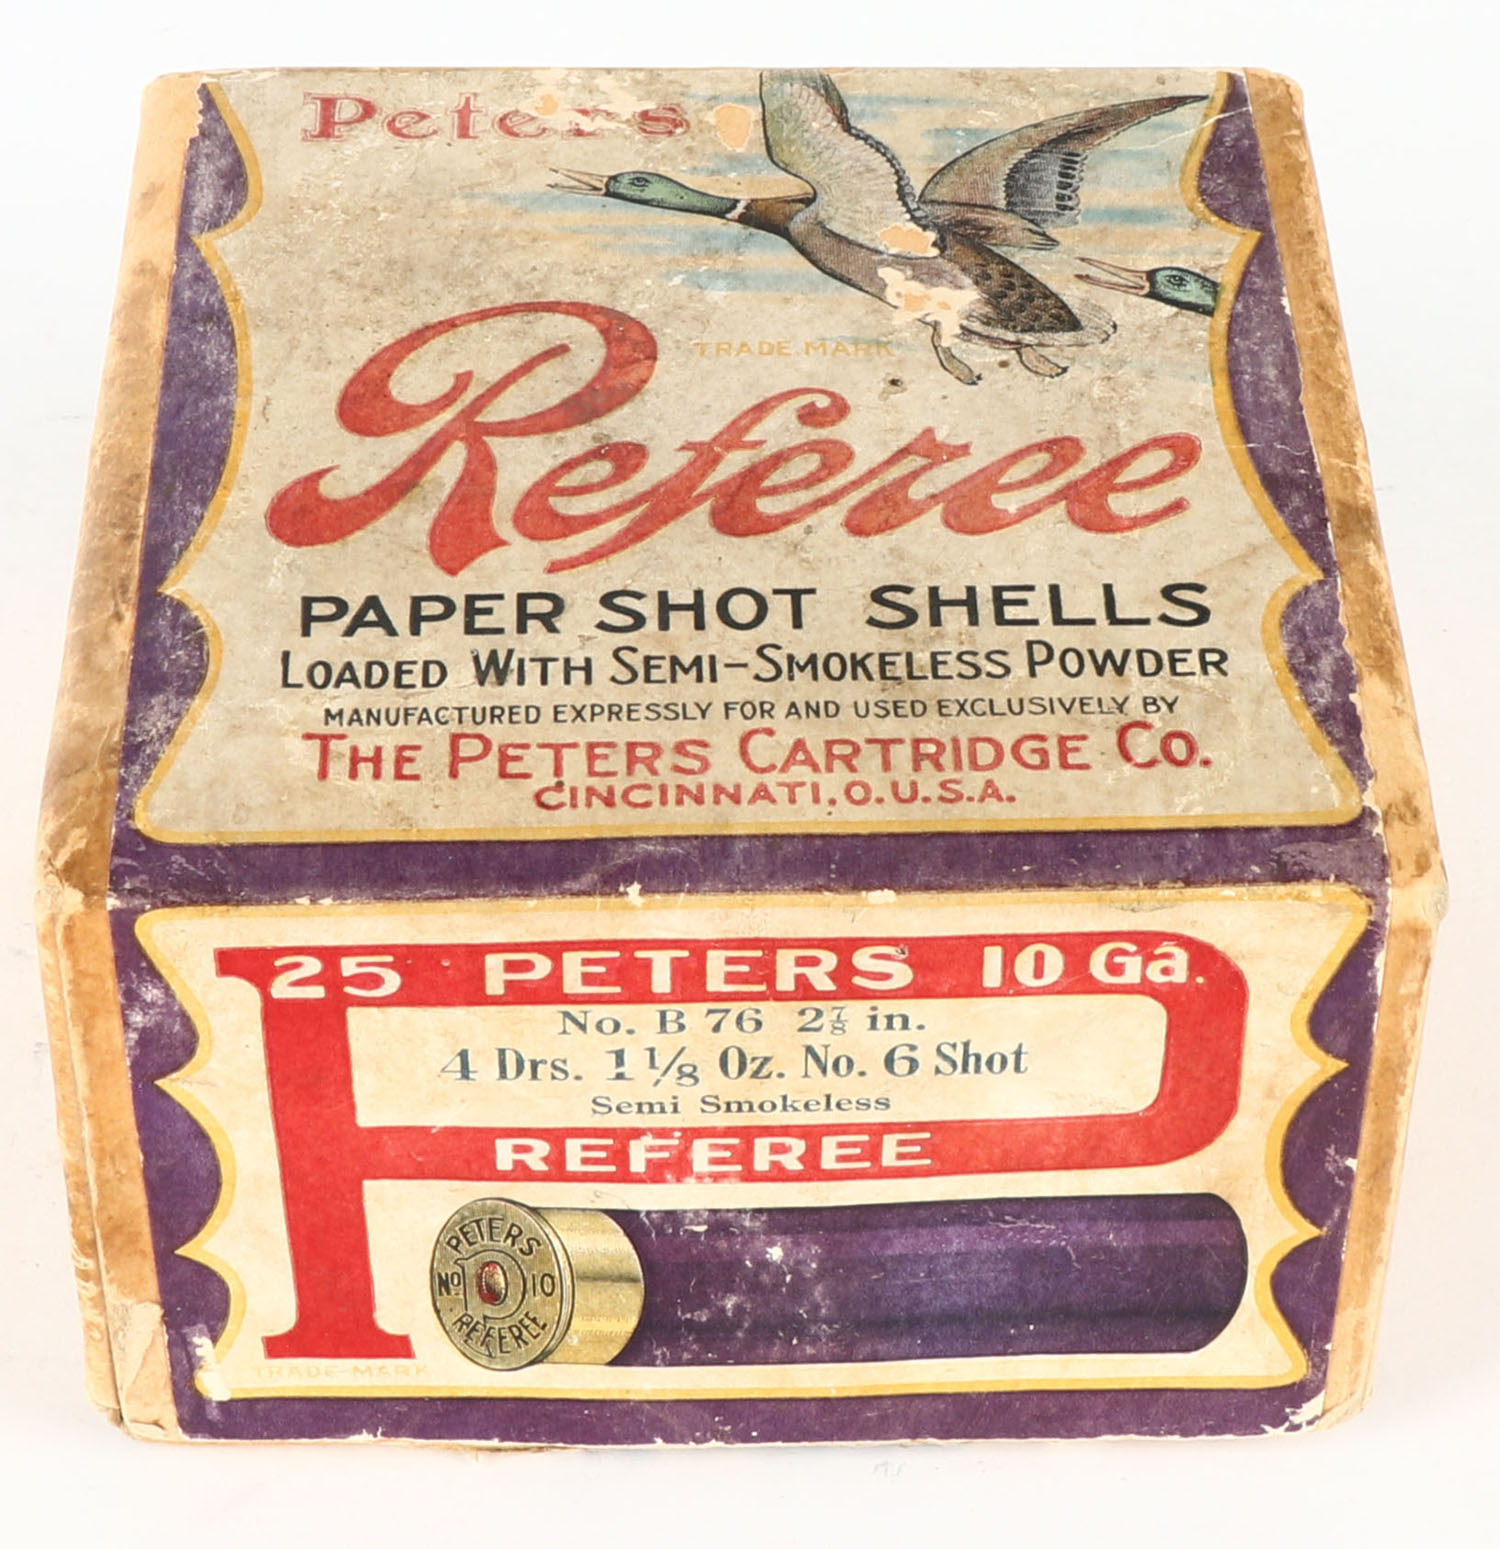 Peters
TRADE MARK
Referee
PAPER SHOT SHELLS
LOADED WITH SEMI-SMOKELESS POWDER
MANUFACTURED EXPRESSLY FOR AND USED EXCLUSIVELY BY
THE PETERS CARTRIDGE CO.
CINCINNATI, O. U.S.A.
25 PETERS 10 Ga.
No. B 76 2⅞ in.
4 Drs. 1 1/8 Oz. No. 6 Shot
Semi Smokeless
REFEREE
PETERS
No 10
REFEREE
TRADE-MARK